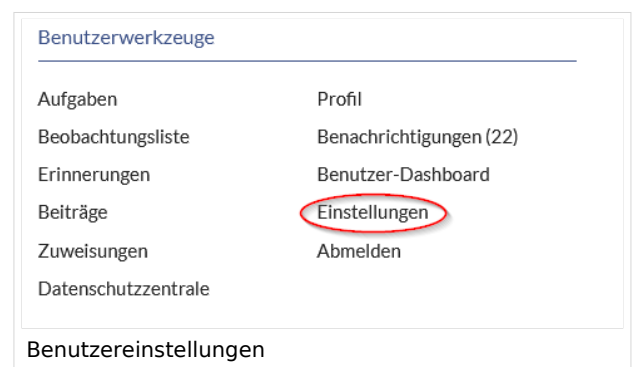 Benutzerwerkzeuge
Aufgaben Profil
Beobachtungsliste Benachrichtigungen (22)
Erinnerungen Benutzer-Dashboard
Beiträge Einstellungen
Zuweisungen Abmelden
Datenschutzzentrale
Benutzereinstellungen